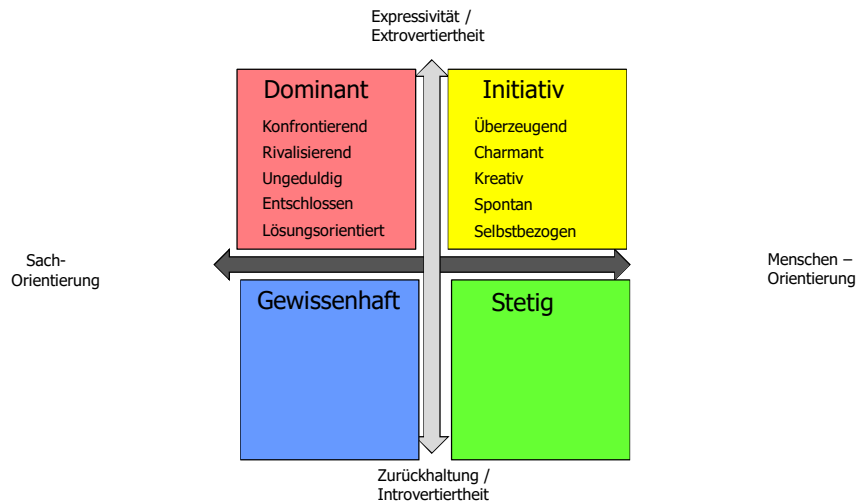 Expressivität /
Extrovertiertheit
Dominant
Konfrontierend
Rivalisierend
Ungeduldig
Entschlossen
Lösungsorientiert
Initiativ
Überzeugend
Charmant
Kreativ
Spontan
Selbstbezogen
Sach-
Orientierung
Menschen –
Orientierung
Gewissenhaft
Stetig
Zurückhaltung /
Introvertiertheit